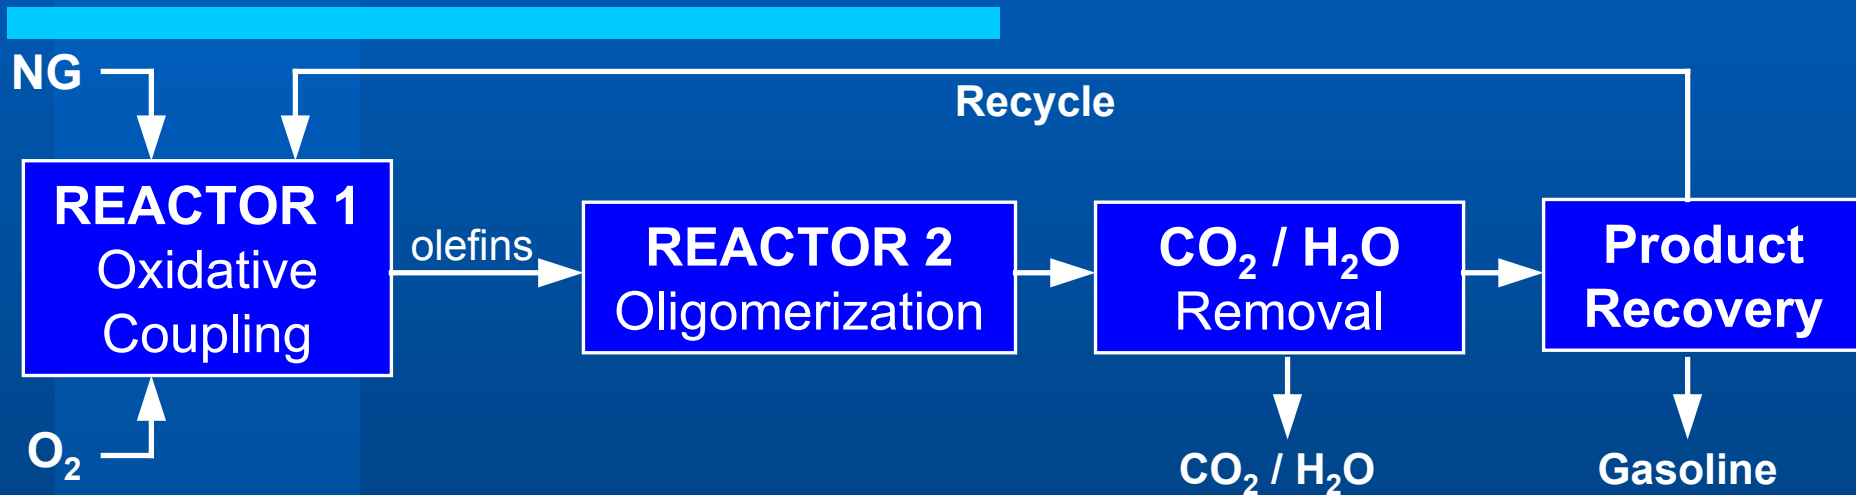 NG
Recycle
REACTOR 1
Oxidative
Coupling
olefins
REACTOR 2
Oligomerization
CO₂ / H₂O
Removal
Product
Recovery
O₂
CO₂ / H₂O
Gasoline